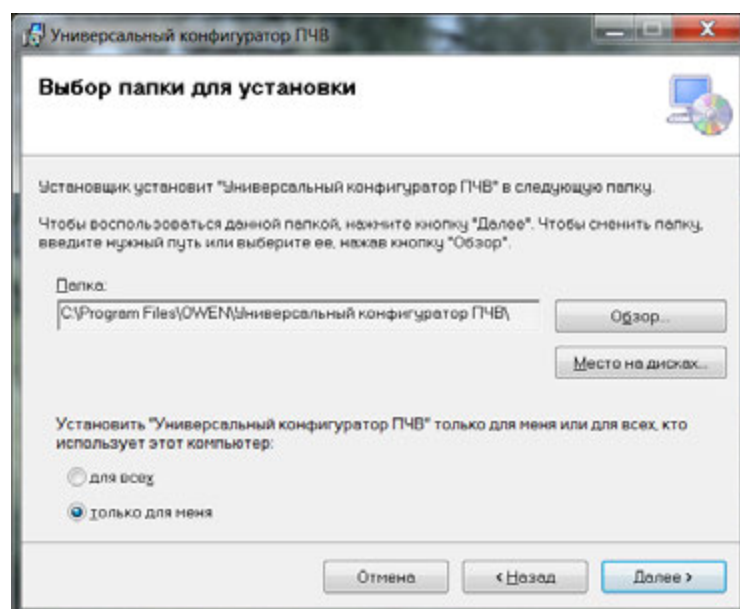 Универсальный конфигуратор ПЧВ
Выбор папки для установки
Установщик установит "Универсальный конфигуратор ПЧВ" в следующую папку.
Чтобы воспользоваться данной папкой, нажмите кнопку "Далее". Чтобы сменить папку,
введите нужный путь или выберите ее, нажав кнопку "Обзор".
Папка:
C:\Program Files\OWEN\Универсальный конфигуратор ПЧВ\
Обзор...
Место на дисках...
Установить "Универсальный конфигуратор ПЧВ" только для меня или для всех, кто
использует этот компьютер:
для всех
только для меня
Отмена
< Назад
Далее >